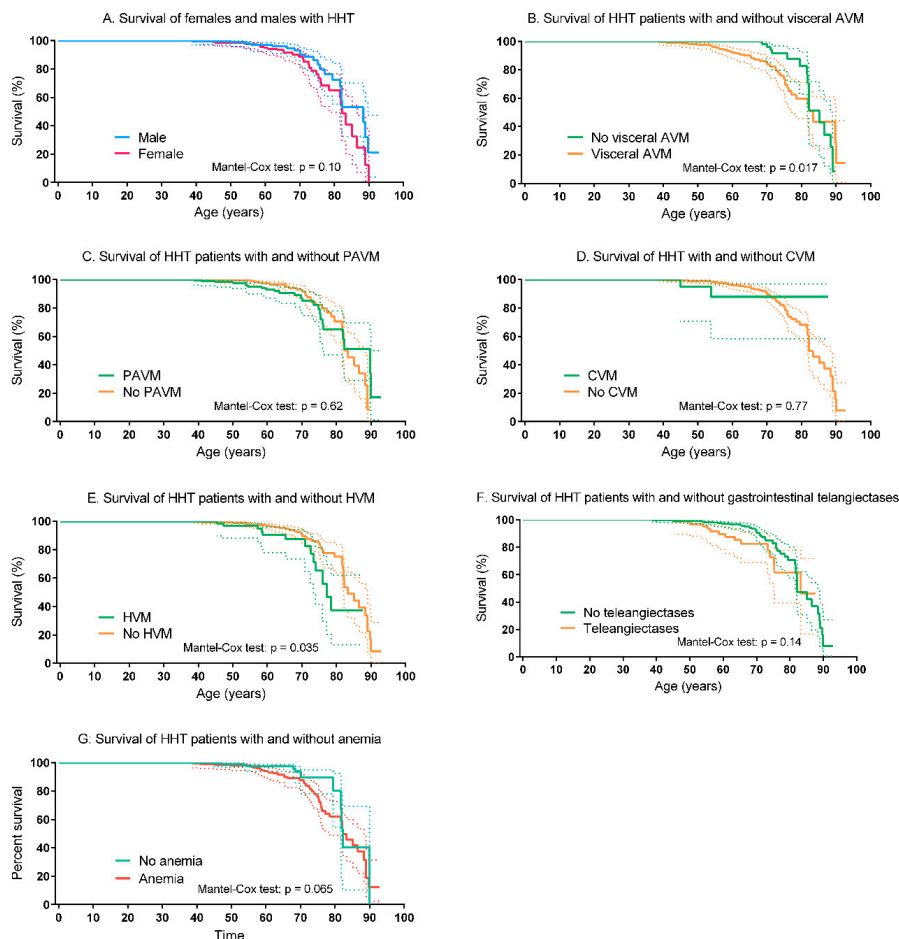 A. Survival of females and males with HHT
Survival (%)
100
80
60
40
20
0
Male
Female
Mantel-Cox test: p = 0.10
0 10 20 30 40 50 60 70 80 90 100
Age (years)
B. Survival of HHT patients with and without visceral AVM
Survival (%)
100
80
60
40
20
0
No visceral AVM
Visceral AVM
Mantel-Cox test: p = 0.017
0 10 20 30 40 50 60 70 80 90 100
Age (years)
C. Survival of HHT patients with and without PAVM
Survival (%)
100
80
60
40
20
0
PAVM
No PAVM
Mantel-Cox test: p = 0.62
0 10 20 30 40 50 60 70 80 90 100
Age (years)
D. Survival of HHT with and without CVM
Survival (%)
100
80
60
40
20
0
CVM
No CVM
Mantel-Cox test: p = 0.77
0 10 20 30 40 50 60 70 80 90 100
Age (years)
E. Survival of HHT patients with and without HVM
Survival (%)
100
80
60
40
20
0
HVM
No HVM
Mantel-Cox test: p = 0.035
0 10 20 30 40 50 60 70 80 90 100
Age (years)
F. Survival of HHT patients with and without gastrointestinal telangiectases
Survival (%)
100
80
60
40
20
0
No teleangiectases
Teleangiectases
Mantel-Cox test: p = 0.14
0 10 20 30 40 50 60 70 80 90 100
Age (years)
G: Survival of HHT patients with and without anemia
Percent survival
100
80
60
40
20
0
No anemia
Anemia
Mantel-Cox test: p = 0.065
0 10 20 30 40 50 60 70 80 90 100
Time